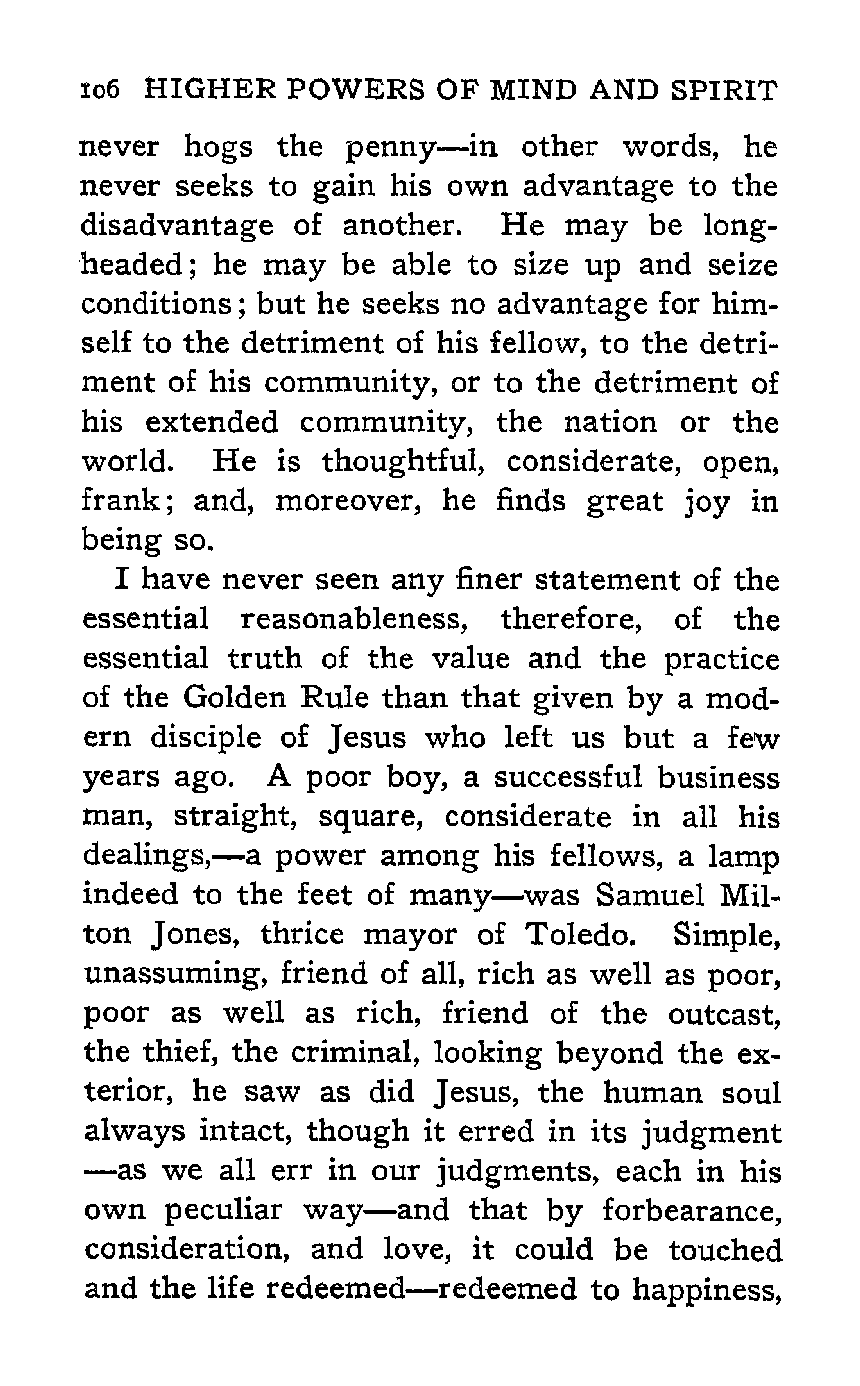 106 HIGHER POWERS OF MIND AND SPIRIT
never hogs the penny—in other words, he
never seeks to gain his own advantage to the
disadvantage of another. He may be long-
headed; he may be able to size up and seize
conditions; but he seeks no advantage for him-
self to the detriment of his fellow, to the detri-
ment of his community, or to the detriment of
his extended community, the nation or the
world. He is thoughtful, considerate, open,
frank; and, moreover, he finds great joy in
being so.
I have never seen any finer statement of the
essential reasonableness, therefore, of the
essential truth of the value and the practice
of the Golden Rule than that given by a mod-
ern disciple of Jesus who left us but a few
years ago. A poor boy, a successful business
man, straight, square, considerate in all his
dealings,—a power among his fellows, a lamp
indeed to the feet of many—was Samuel Mil-
ton Jones, thrice mayor of Toledo. Simple,
unassuming, friend of all, rich as well as poor,
poor as well as rich, friend of the outcast,
the thief, the criminal, looking beyond the ex-
terior, he saw as did Jesus, the human soul
always intact, though it erred in its judgment
—as we all err in our judgments, each in his
own peculiar way—and that by forbearance,
consideration, and love, it could be touched
and the life redeemed—redeemed to happiness,